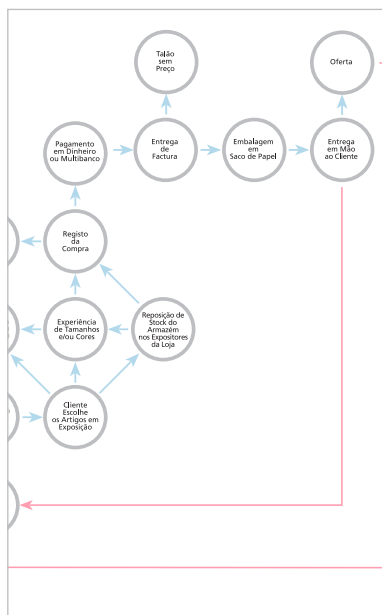 Talão
sem
Preço
Oferta
Pagamento
em Dinheiro
ou Multibanco
Entrega
de
Factura
Embalagem
em
Saco de Papel
Entrega
em Mão
ao Cliente
Registo
da
Compra
Experiência
de Tamanhos
e/ou Cores
Reposição de
Stock do
Armazém
nos Expositores
da Loja
Cliente
Escolhe
os Artigos em
Exposição